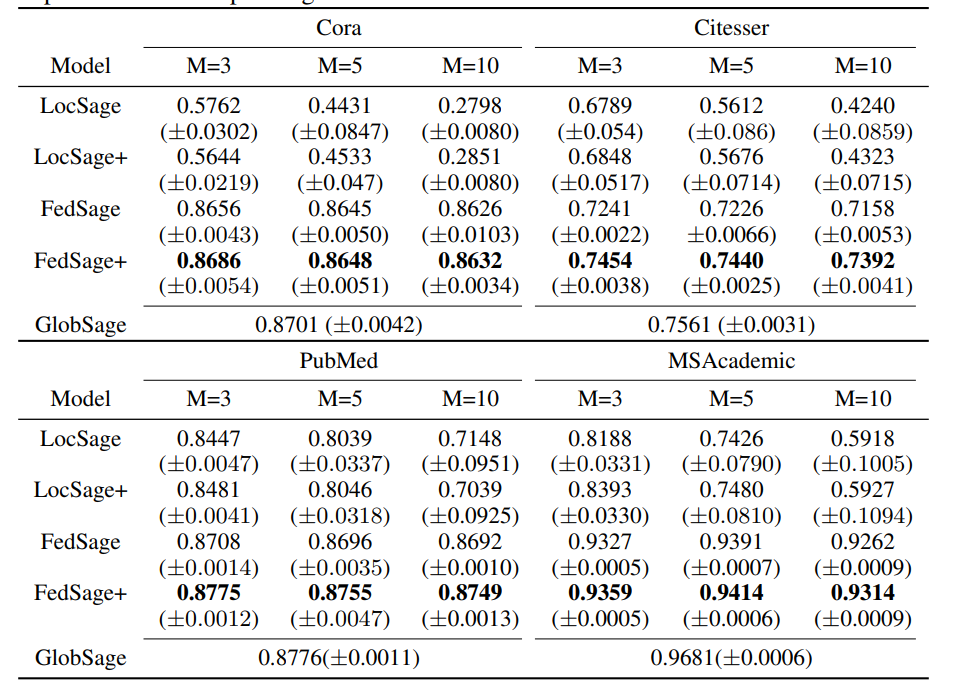 Cora Citesser
Model M=3 M=5 M=10 M=3 M=5 M=10
LocSage 0.5762 0.4431 0.2798 0.6789 0.5612 0.4240
(±0.0302) (±0.0847) (±0.0080) (±0.054) (±0.086) (±0.0859)
LocSage+ 0.5644 0.4533 0.2851 0.6848 0.5676 0.4323
(±0.0219) (±0.047) (±0.0080) (±0.0517) (±0.0714) (±0.0715)
FedSage 0.8656 0.8645 0.8626 0.7241 0.7226 0.7158
(±0.0043) (±0.0050) (±0.0103) (±0.0022) ±0.0066) (±0.0053)
FedSage+ 0.8686 0.8648 0.8632 0.7454 0.7440 0.7392
(±0.0054) (±0.0051) (±0.0034) (±0.0038) (±0.0025) (±0.0041)
GlobSage 0.8701 (±0.0042) 0.7561 (±0.0031)
PubMed MSAcademic
Model M=3 M=5 M=10 M=3 M=5 M=10
LocSage 0.8447 0.8039 0.7148 0.8188 0.7426 0.5918
(±0.0047) (±0.0337) (±0.0951) (±0.0331) (±0.0790) (±0.1005)
LocSage+ 0.8481 0.8046 0.7039 0.8393 0.7480 0.5927
(±0.0041) (±0.0318) (±0.0925) (±0.0330) (±0.0810) (±0.1094)
FedSage 0.8708 0.8696 0.8692 0.9327 0.9391 0.9262
(±0.0014) (±0.0035) (±0.0010) (±0.0005) (±0.0007) (±0.0009)
FedSage+ 0.8775 0.8755 0.8749 0.9359 0.9414 0.9314
(±0.0012) (±0.0047) (±0.0013) (±0.0005) (±0.0006) (±0.0009)
GlobSage 0.8776(±0.0011) 0.9681(±0.0006)